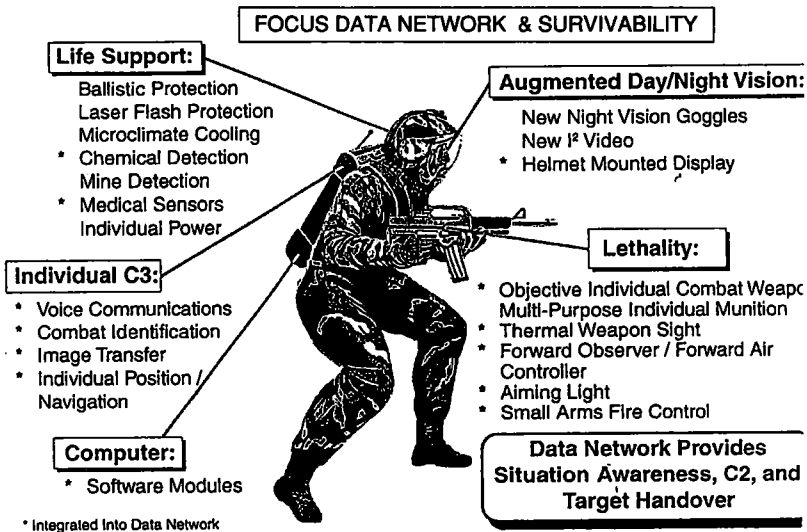 FOCUS DATA NETWORK & SURVIVABILITY
Life Support:
Ballistic Protection
Laser Flash Protection
Microclimate Cooling
* Chemical Detection
Mine Detection
* Medical Sensors
Individual Power
Augmented Day/Night Vision:
New Night Vision Goggles
New I² Video
* Helmet Mounted Display
Individual C3:
* Voice Communications
* Combat Identification
* Image Transfer
* Individual Position /
Navigation
Lethality:
* Objective Individual Combat Weapo
Multi-Purpose Individual Munition
* Thermal Weapon Sight
* Forward Observer / Forward Air
Controller
* Aiming Light
* Small Arms Fire Control
Computer:
* Software Modules
Data Network Provides
Situation Awareness, C2, and
Target Handover
* Integrated Into Data Network